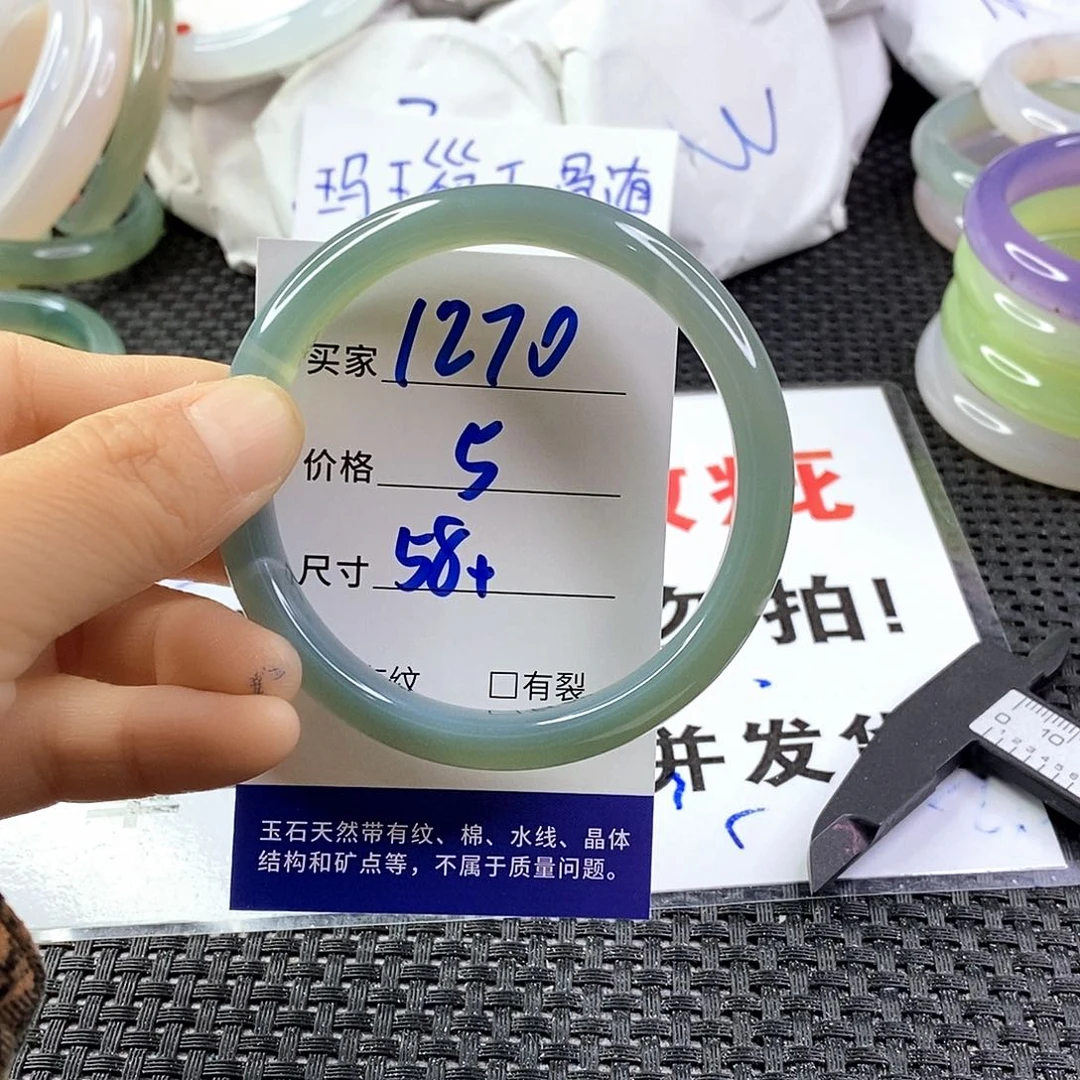 玛瑙
买家 1270
价格 5
尺寸 58+
纹 □有裂
拍!
并发货
玉石天然带有纹、棉、水线、晶体
结构和矿点等，不属于质量问题。
0 10